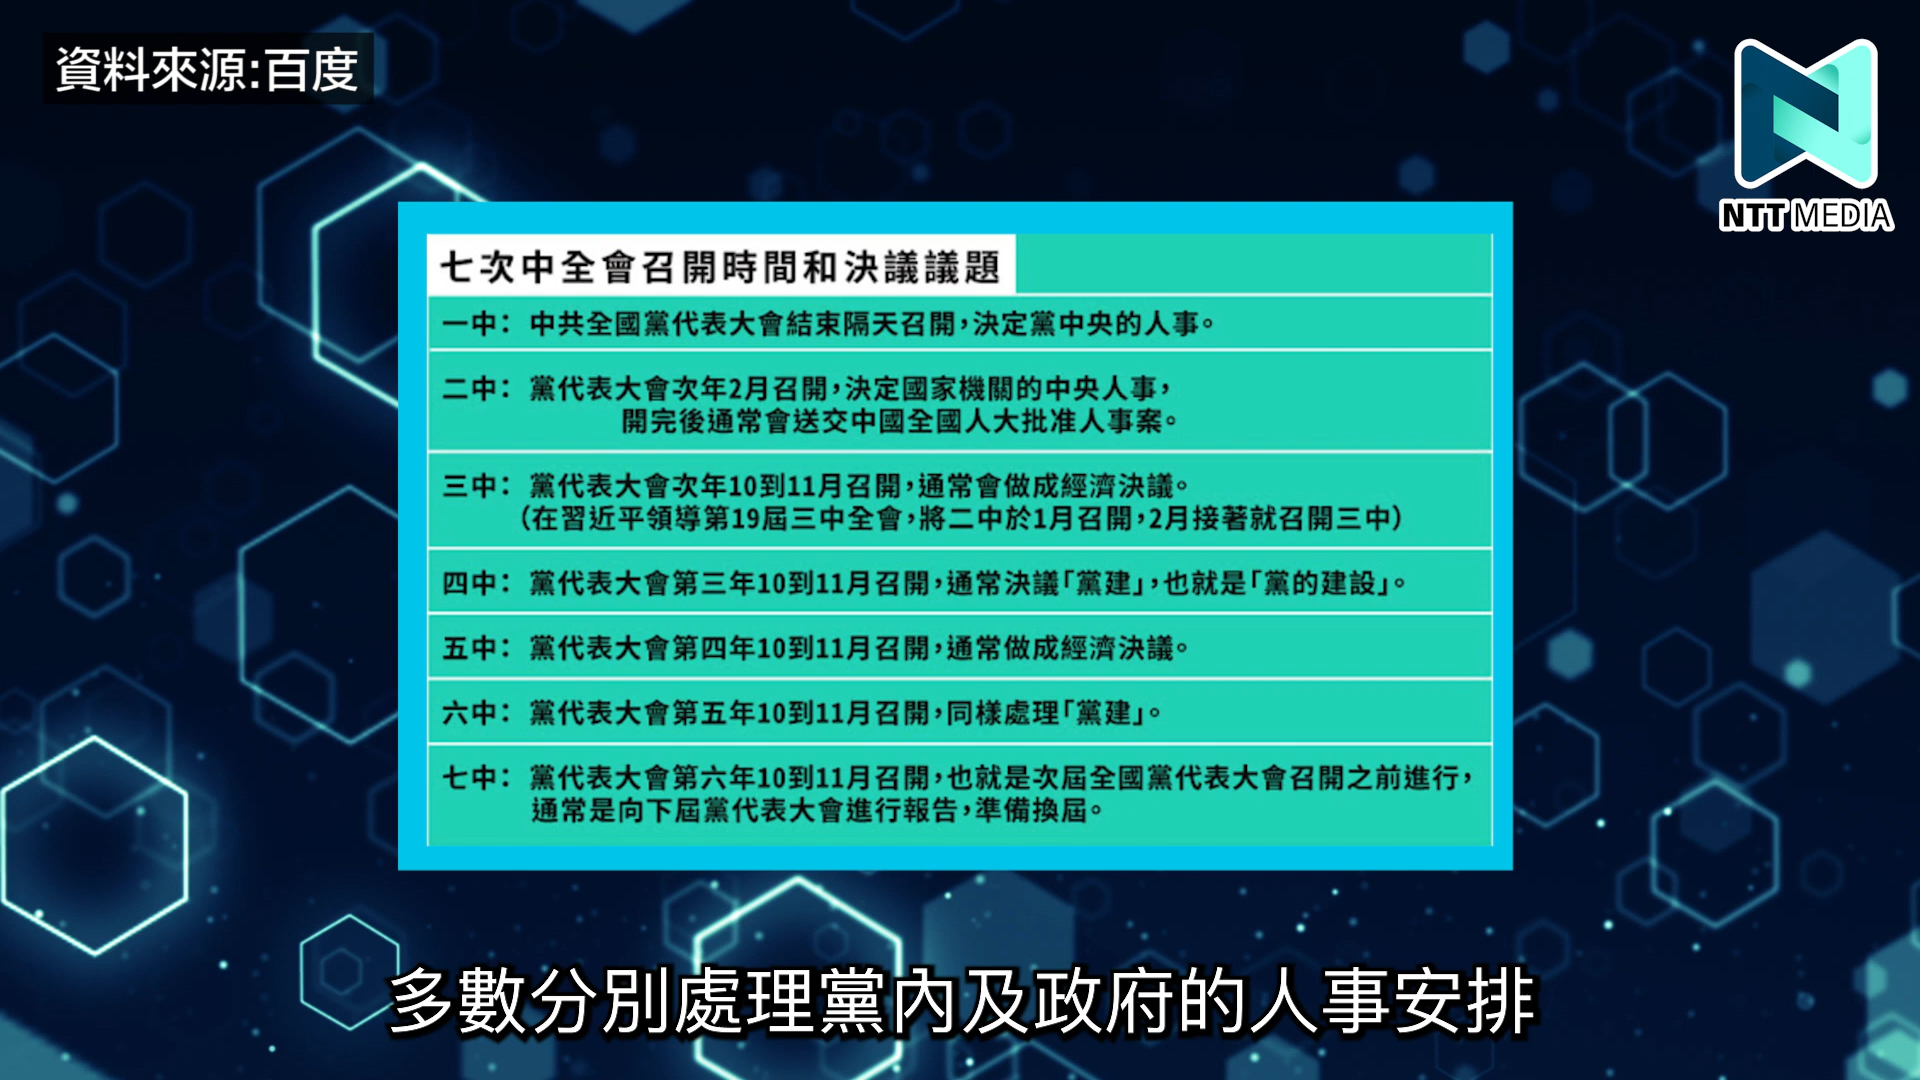 資料來源:百度
NTT MEDIA
七次中全會召開時間和決議議題
一中：中共全國黨代表大會結束隔天召開，決定黨中央的人事。
二中：黨代表大會次年2月召開，決定國家機關的中央人事，
開完後通常會送交中國全國人大批准人事案。
三中：黨代表大會次年10到11月召開，通常會做成經濟決議。
（在習近平領導第19屆三中全會，將二中於1月召開，2月接著就召開三中）
四中：黨代表大會第三年10到11月召開，通常決議「黨建」，也就是「黨的建設」。
五中：黨代表大會第四年10到11月召開，通常做成經濟決議。
六中：黨代表大會第五年10到11月召開，同樣處理「黨建」。
七中：黨代表大會第六年10到11月召開，也就是次屆全國黨代表大會召開之前進行，
通常是向下屆黨代表大會進行報告，準備換屆。
多數分別處理黨內及政府的人事安排